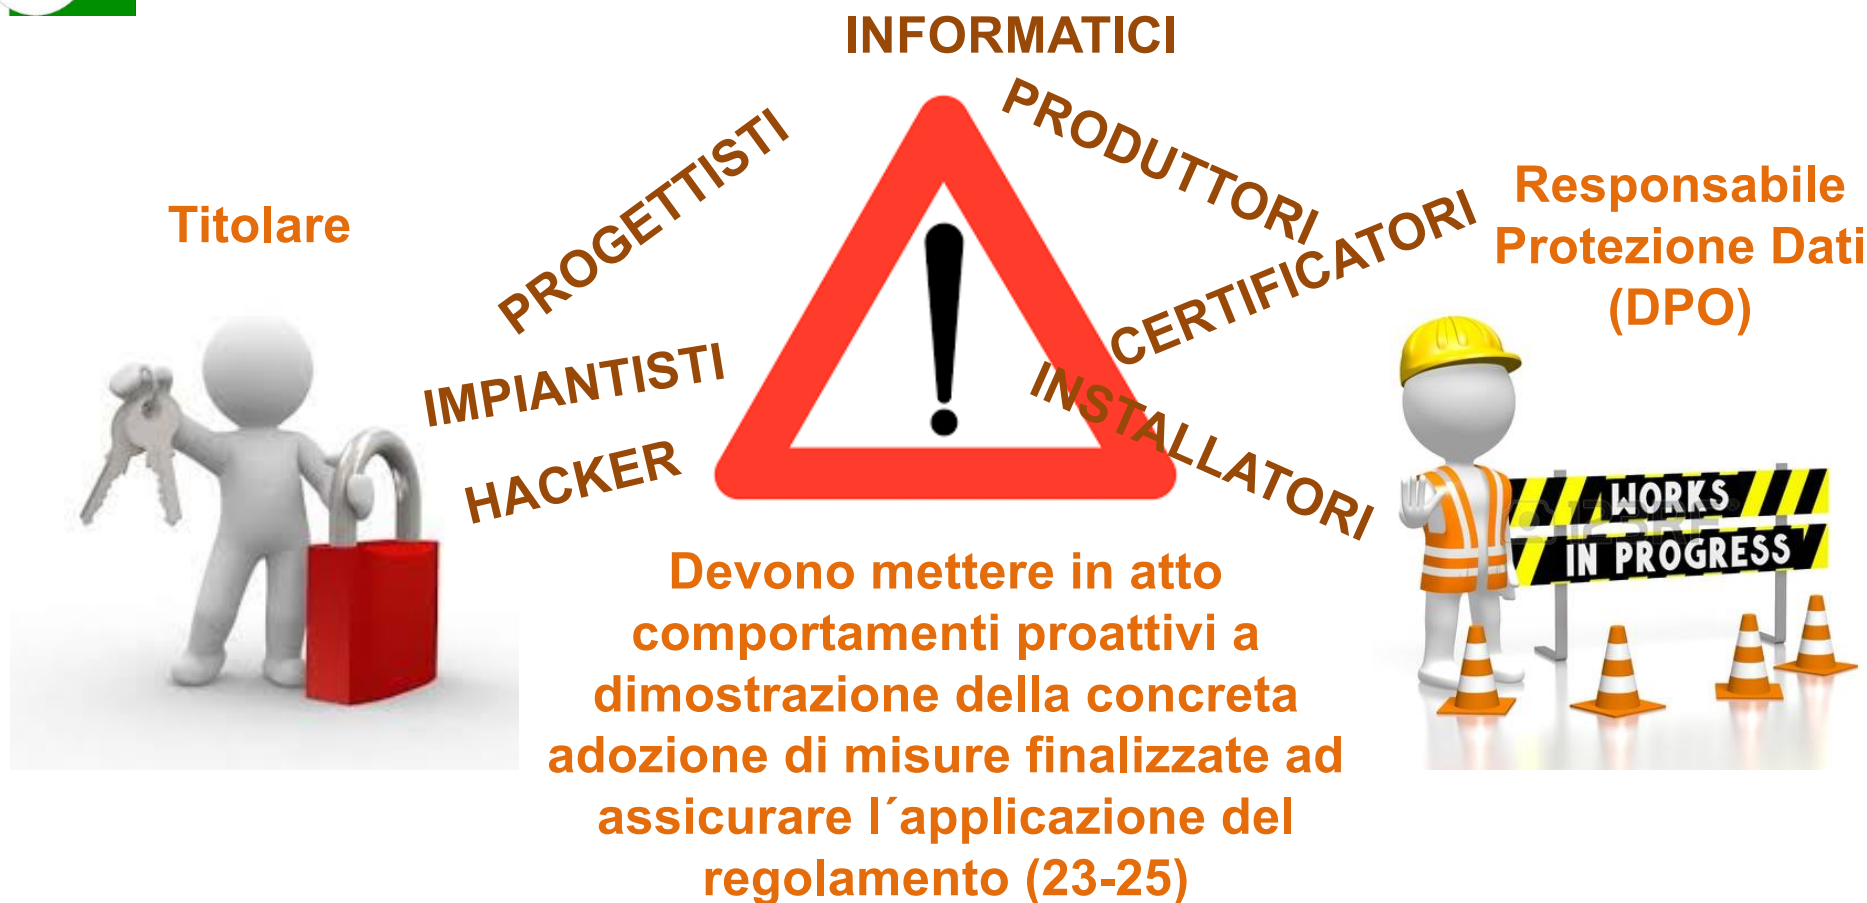 INFORMATICI
PROGETTISTI
PRODUTTORI
Titolare
IMPIANTISTI
HACKER
CERTIFICATORI
INSTALLATORI
Responsabile
Protezione Dati
(DPO)
WORKS
IN PROGRESS
Devono mettere in atto
comportamenti proattivi a
dimostrazione della concreta
adozione di misure finalizzate ad
assicurare l´applicazione del
regolamento (23-25)